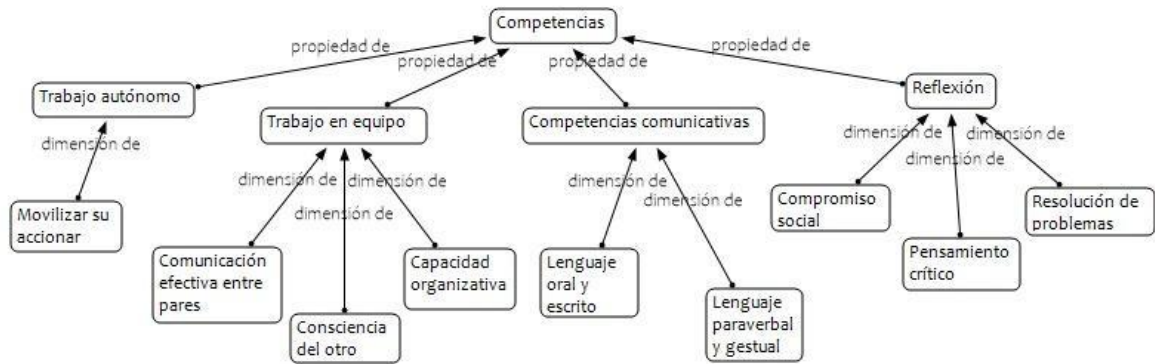 Competencias
propiedad de
propiedad de
propiedad de
propiedad de
Trabajo autónomo
Trabajo en equipo
Competencias comunicativas
Reflexión
dimensión de
dimensión de
dimensión de
dimensión de
dimensión de
dimensión de
dimensión de
dimensión de
dimensión de
Movilizar su
accionar
Comunicación
efectiva entre
pares
Consciencia
del otro
Capacidad
organizativa
Lenguaje
oral y
escrito
Lenguaje
paraverbal
y gestual
Compromiso
social
Pensamiento
crítico
Resolución de
problemas